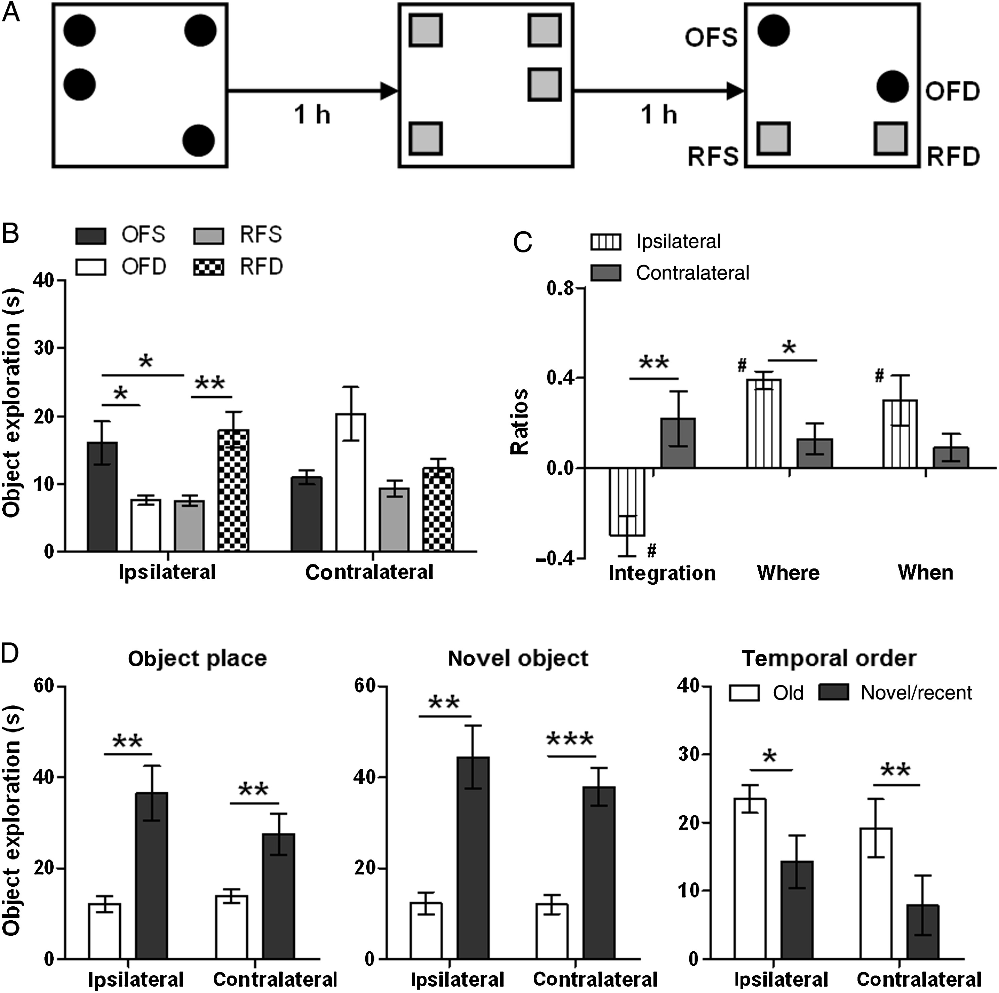 A
OFS
OFD
1 h
1 h
RFS
RFD
B
OFS
RFS
OFD
RFD
Object exploration (s)
40
30
20
10
0
*
*
**
Ipsilateral
Contralateral
C
Ipsilateral
Contralateral
Ratios
0.8
0.4
0.0
−0.4
**
#
*
#
#
Integration
Where
When
D
Object place
Object exploration (s)
60
40
20
0
**
**
Ipsilateral
Contralateral
Novel object
60
40
20
0
**
***
Ipsilateral
Contralateral
Temporal order
Old
Novel/recent
40
30
20
10
0
*
**
Ipsilateral
Contralateral